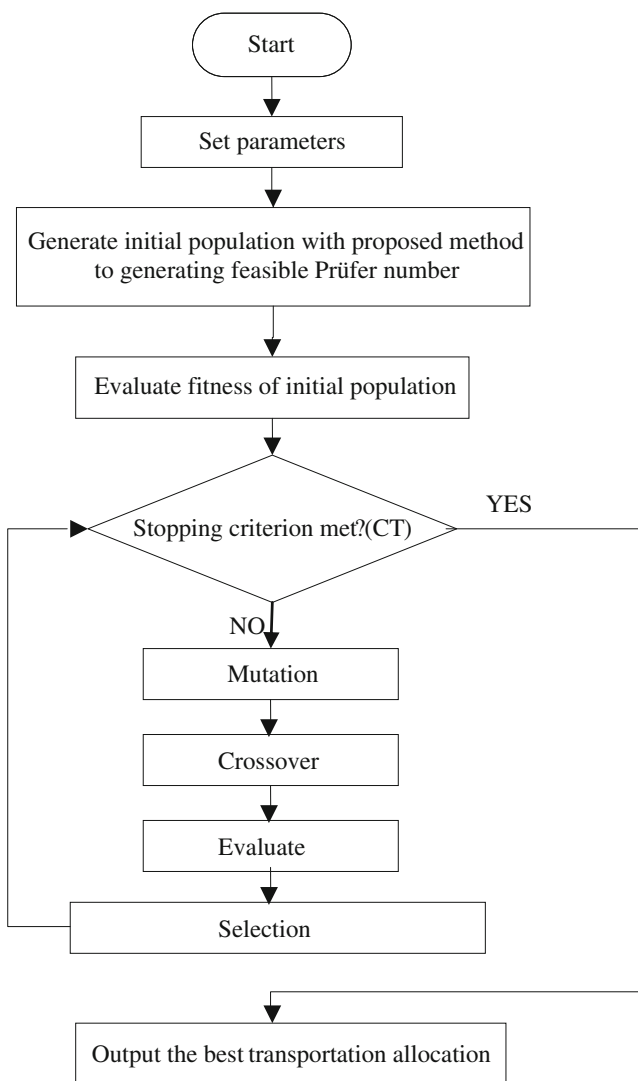 Start
Set parameters
Generate initial population with proposed method
to generating feasible Prüfer number
Evaluate fitness of initial population
Stopping criterion met?(CT)
YES
NO
Mutation
Crossover
Evaluate
Selection
Output the best transportation allocation